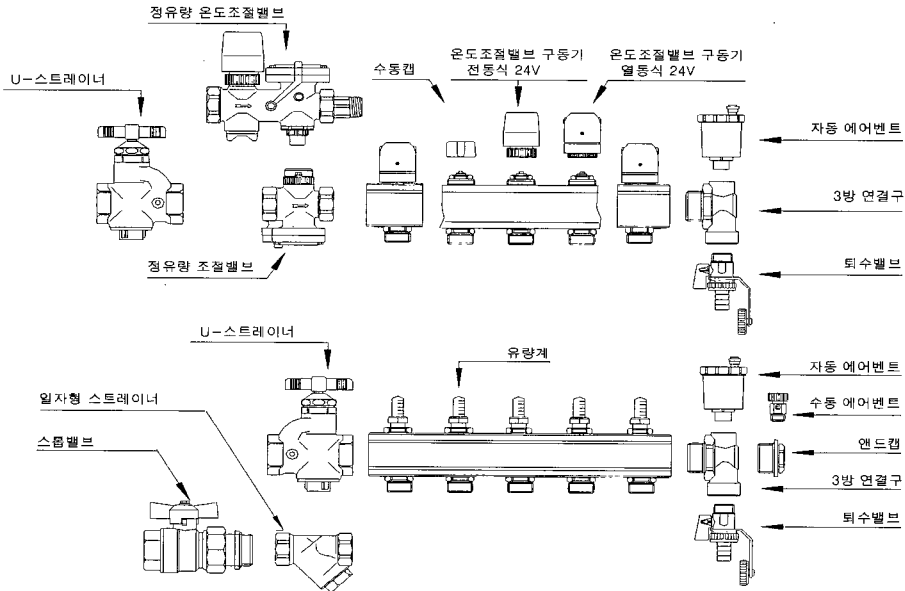 정유량 온도조절밸브
U-스트레이너
수동캡
온도조절밸브 구동기
전동식 24V
온도조절밸브 구동기
열동식 24V
자동 에어벤트
3방 연결구
퇴수밸브
정유량 조절밸브
U-스트레이너
유량계
자동 에어벤트
일자형 스트레이너
수동 에어벤트
스톱밸브
앤드캡
3방 연결구
퇴수밸브